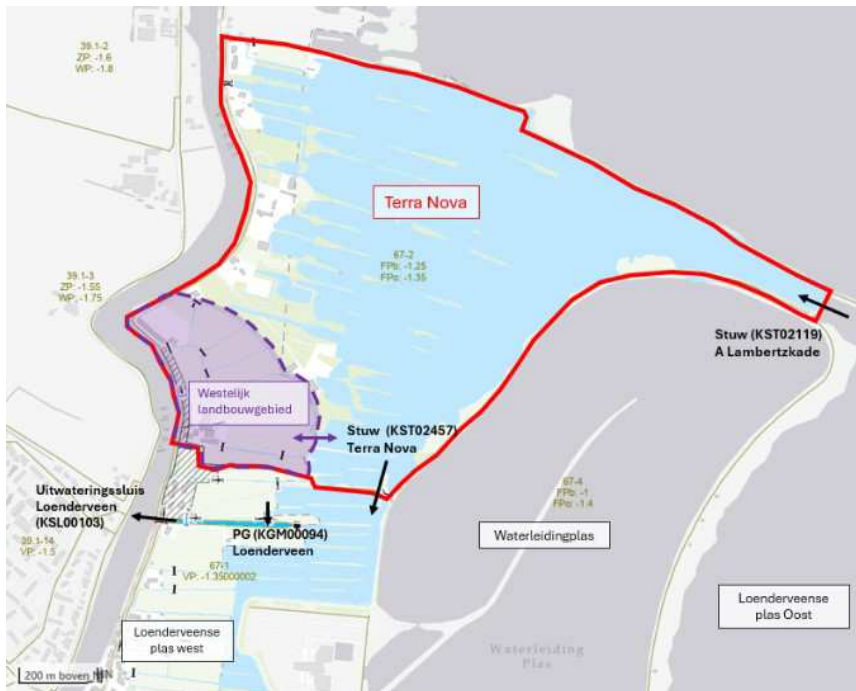 39.1-2
ZP: -1.6
WP: -1.8
Terra Nova
67-2
FPb: -1.25
FPo: -1.35
39.1-3
ZP: -1.55
WP: -1.75
Stuw (KST02119)
A Lambertzkade
Westelijk
landbouwgebied
Stuw (KST02457)
Terra Nova
Uitwateringssluis
Loenderveen
(KSL00103)
67-4
FPb: -1
FPo: -1.4
PG (KGM00094)
Loenderveen
Waterleidingplas
39.1-14
VP: -1.5
67-1
VP: -1.35000002
Loenderveense
plas Oost
Loenderveense
plas west
Waterleiding
Plas
200 m boven